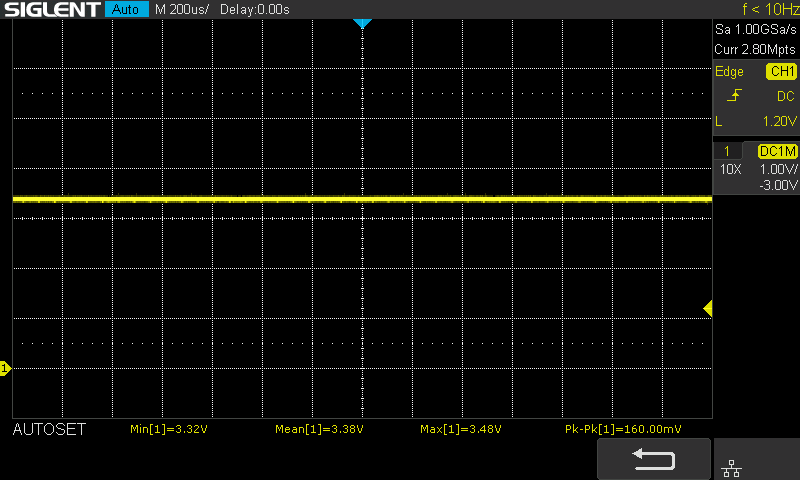 SIGLENT Auto M 200us/ Delay:0.00s f < 10Hz
Sa 1.00GSa/s
Curr 2.80Mpts
Edge CH1
DC
L 1.20V
1 DC1M
10X 1.00V/
-3.00V
1
AUTOSET Min[1]=3.32V Mean[1]=3.38V Max[1]=3.48V Pk-Pk[1]=160.00mV